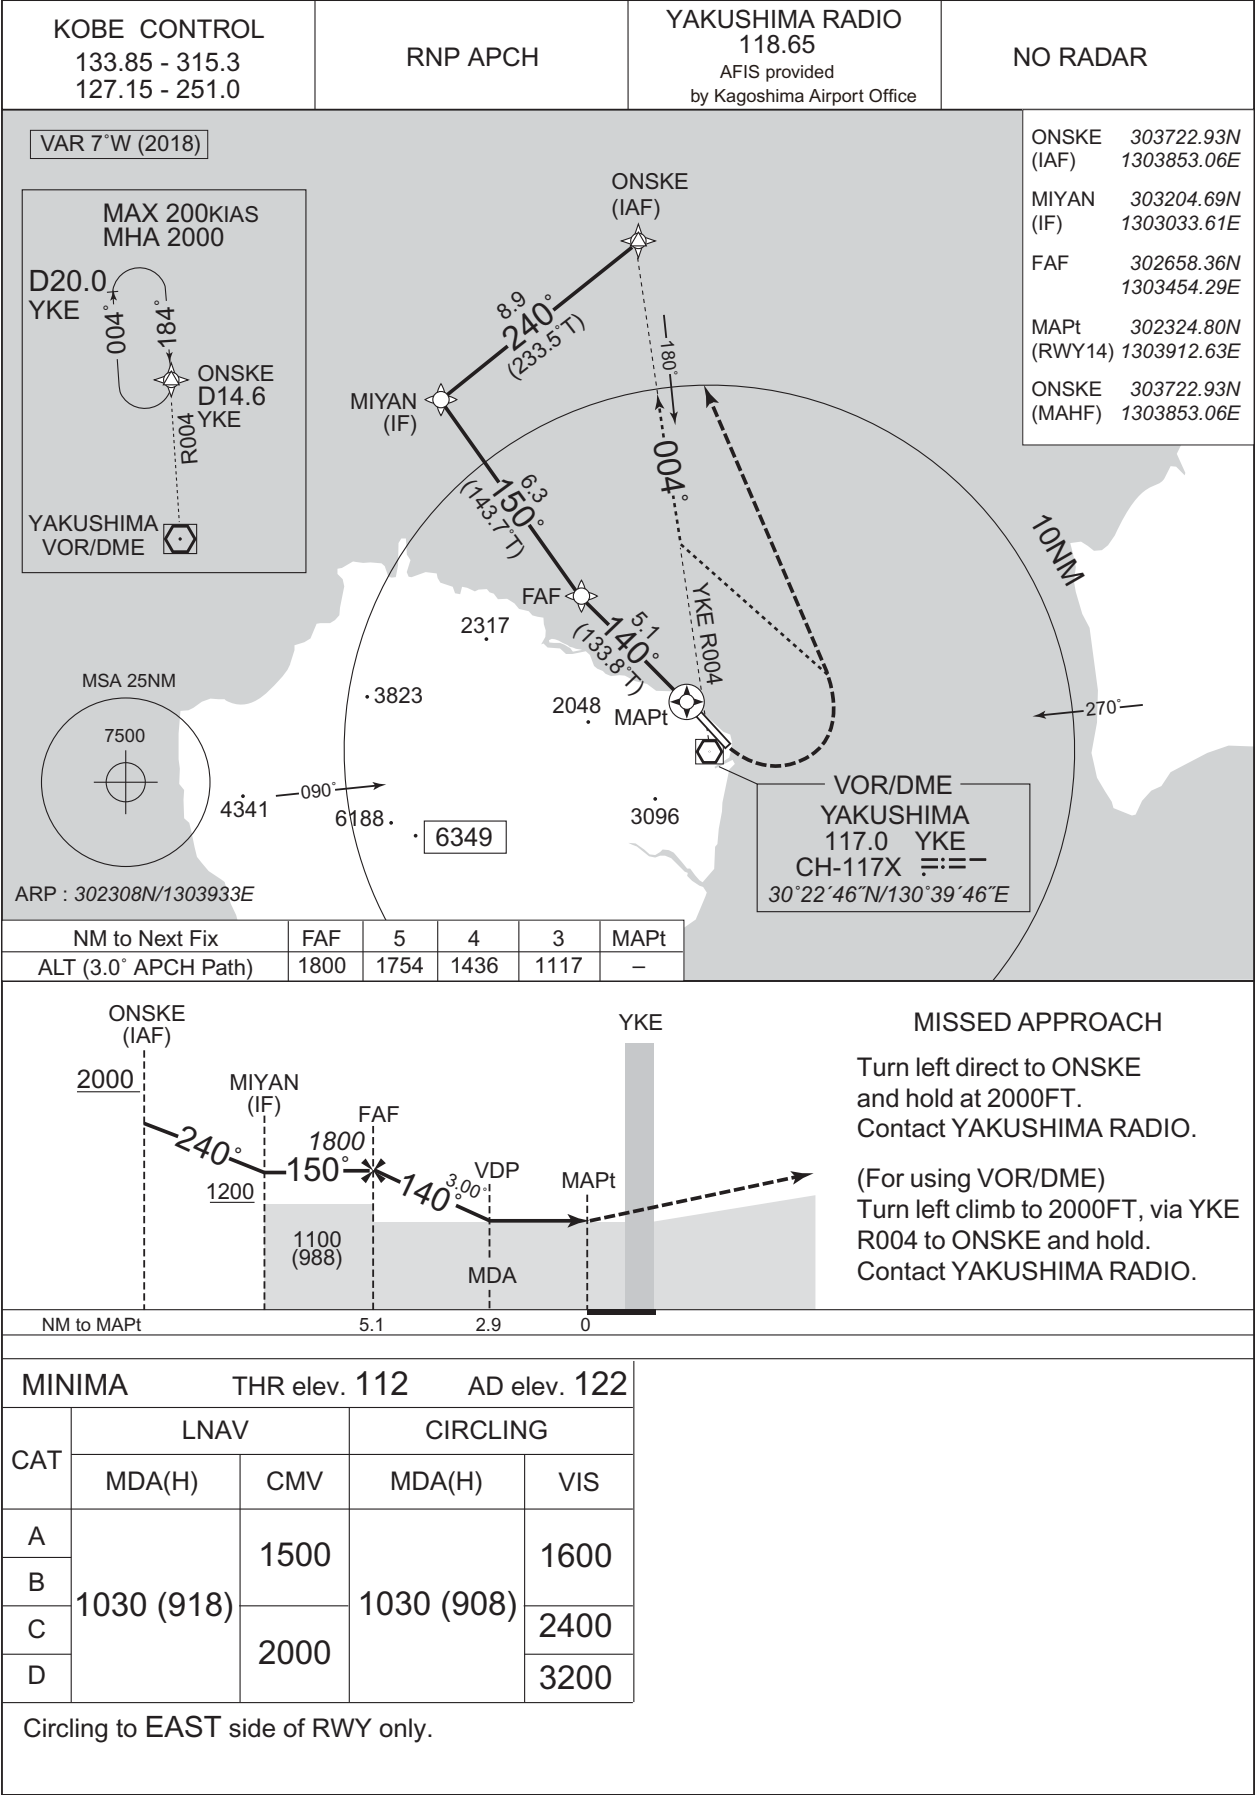 KOBE CONTROL
133.85 - 315.3
127.15 - 251.0
RNP APCH
YAKUSHIMA RADIO
118.65
AFIS provided
by Kagoshima Airport Office
NO RADAR
VAR 7°W (2018)
MAX 200KIAS
MHA 2000
D20.0
YKE
004°
184°
ONSKE
D14.6
YKE
R004
YAKUSHIMA
VOR/DME
ONSKE 303722.93N
(IAF) 1303853.06E
MIYAN 303204.69N
(IF) 1303033.61E
FAF 302658.36N
1303454.29E
MAPt 302324.80N
(RWY14) 1303912.63E
ONSKE 303722.93N
(MAHF) 1303853.06E
ONSKE
(IAF)
8.9
240°
(233.5°T)
180°
MIYAN
(IF)
004°
6.3
150°
(143.7°T)
10NM
FAF
YKE R004
5.1
140°
(133.8°T)
2317
MSA 25NM
7500
3823
2048
MAPt
270°
090°
4341
6188
6349
3096
VOR/DME
YAKUSHIMA
117.0 YKE
CH-117X
30°22´46˝N/130°39´46˝E
ARP : 302308N/1303933E
NM to Next Fix FAF 5 4 3 MAPt
ALT (3.0° APCH Path) 1800 1754 1436 1117 –
ONSKE
(IAF)
2000
MIYAN
(IF)
FAF
YKE
240°
1800
150°
1200
140°
3.00°
VDP
MAPt
1100
(988)
MDA
NM to MAPt 5.1 2.9 0
MISSED APPROACH
Turn left direct to ONSKE
and hold at 2000FT.
Contact YAKUSHIMA RADIO.
(For using VOR/DME)
Turn left climb to 2000FT, via YKE
R004 to ONSKE and hold.
Contact YAKUSHIMA RADIO.
MINIMA THR elev. 112 AD elev. 122
CAT LNAV CIRCLING
MDA(H) CMV MDA(H) VIS
A
B
C
D
1030 (918)
1500
2000
1030 (908)
1600
2400
3200
Circling to EAST side of RWY only.